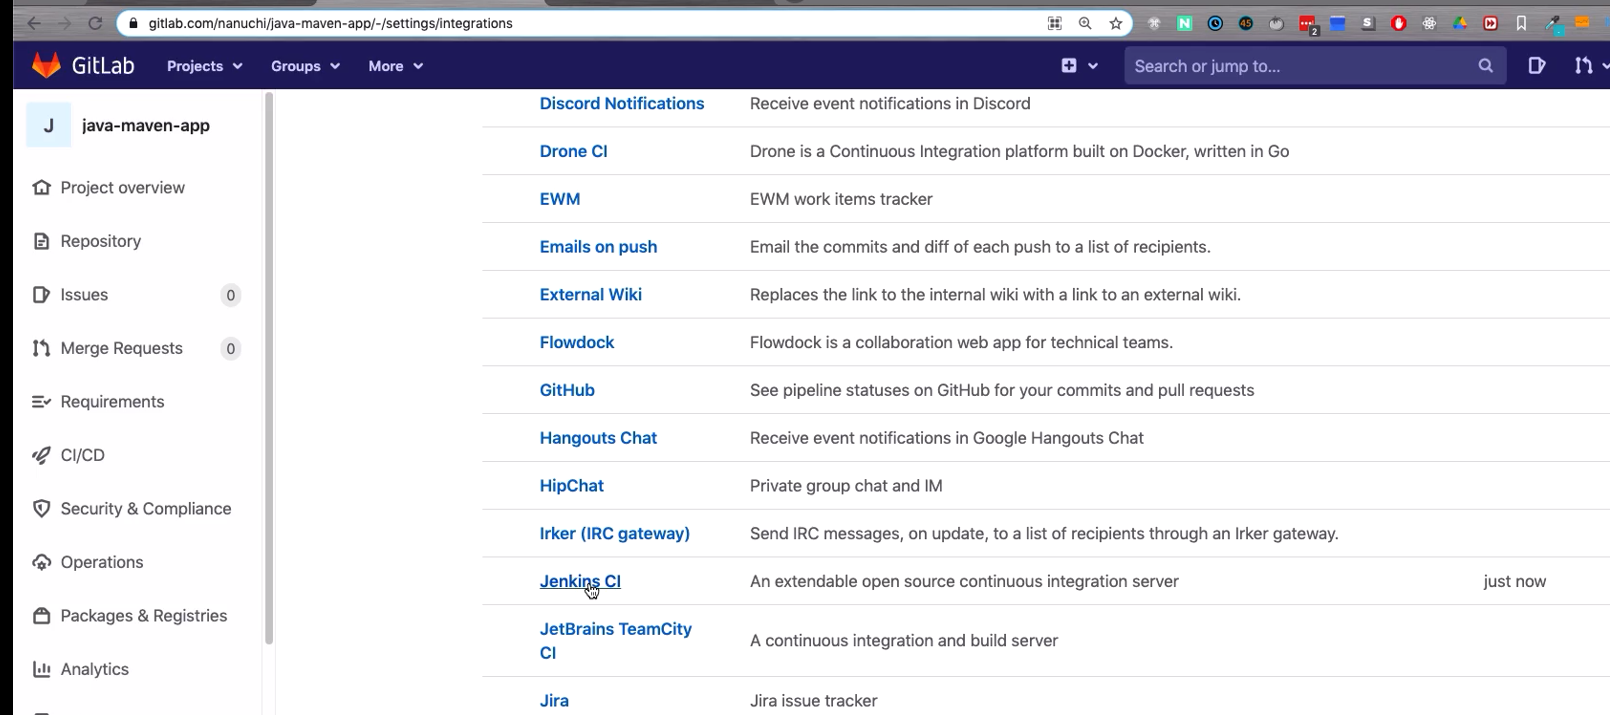 gitlab.com/nanuchi/java-maven-app/-/settings/integrations
N
45
2
S
GitLab
Projects
Groups
More
Search or jump to...
J
java-maven-app
Project overview
Repository
Issues
0
Merge Requests
0
Requirements
CI/CD
Security & Compliance
Operations
Packages & Registries
Analytics
Discord Notifications Receive event notifications in Discord
Drone CI Drone is a Continuous Integration platform built on Docker, written in Go
EWM EWM work items tracker
Emails on push Email the commits and diff of each push to a list of recipients.
External Wiki Replaces the link to the internal wiki with a link to an external wiki.
Flowdock Flowdock is a collaboration web app for technical teams.
GitHub See pipeline statuses on GitHub for your commits and pull requests
Hangouts Chat Receive event notifications in Google Hangouts Chat
HipChat Private group chat and IM
Irker (IRC gateway) Send IRC messages, on update, to a list of recipients through an Irker gateway.
Jenkins CI An extendable open source continuous integration server just now
JetBrains TeamCity
CI
A continuous integration and build server
Jira Jira issue tracker